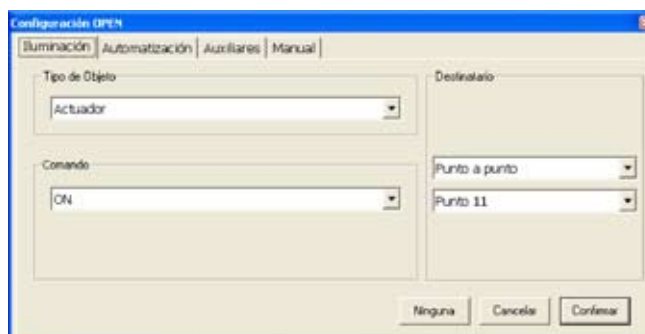 Configuración OPEN
Iluminación Automatización Auxiliares Manual
Tipo de Objeto
Actuador
Comando
ON
Destinatario
Punto a punto
Punto 11
Ninguna Cancelar Confirmar